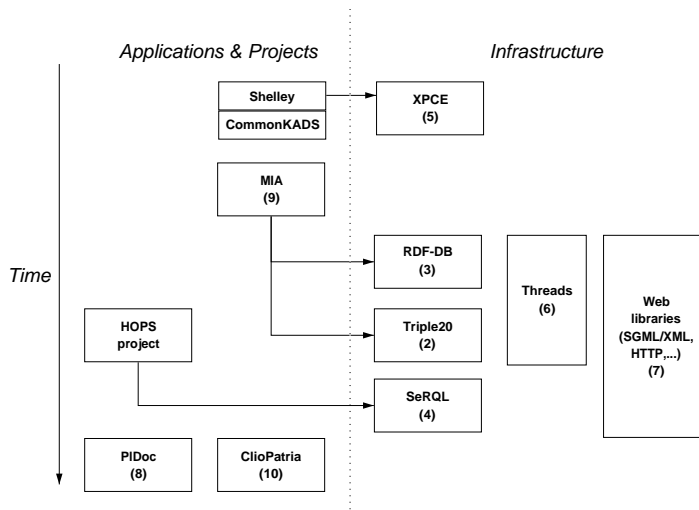 Applications & Projects
Infrastructure
Shelley
CommonKADS
XPCE
(5)
MIA
(9)
RDF-DB
(3)
Threads
(6)
Web
libraries
(SGML/XML,
HTTP,...)
(7)
Time
HOPS
project
Triple20
(2)
SeRQL
(4)
PlDoc
(8)
ClioPatria
(10)